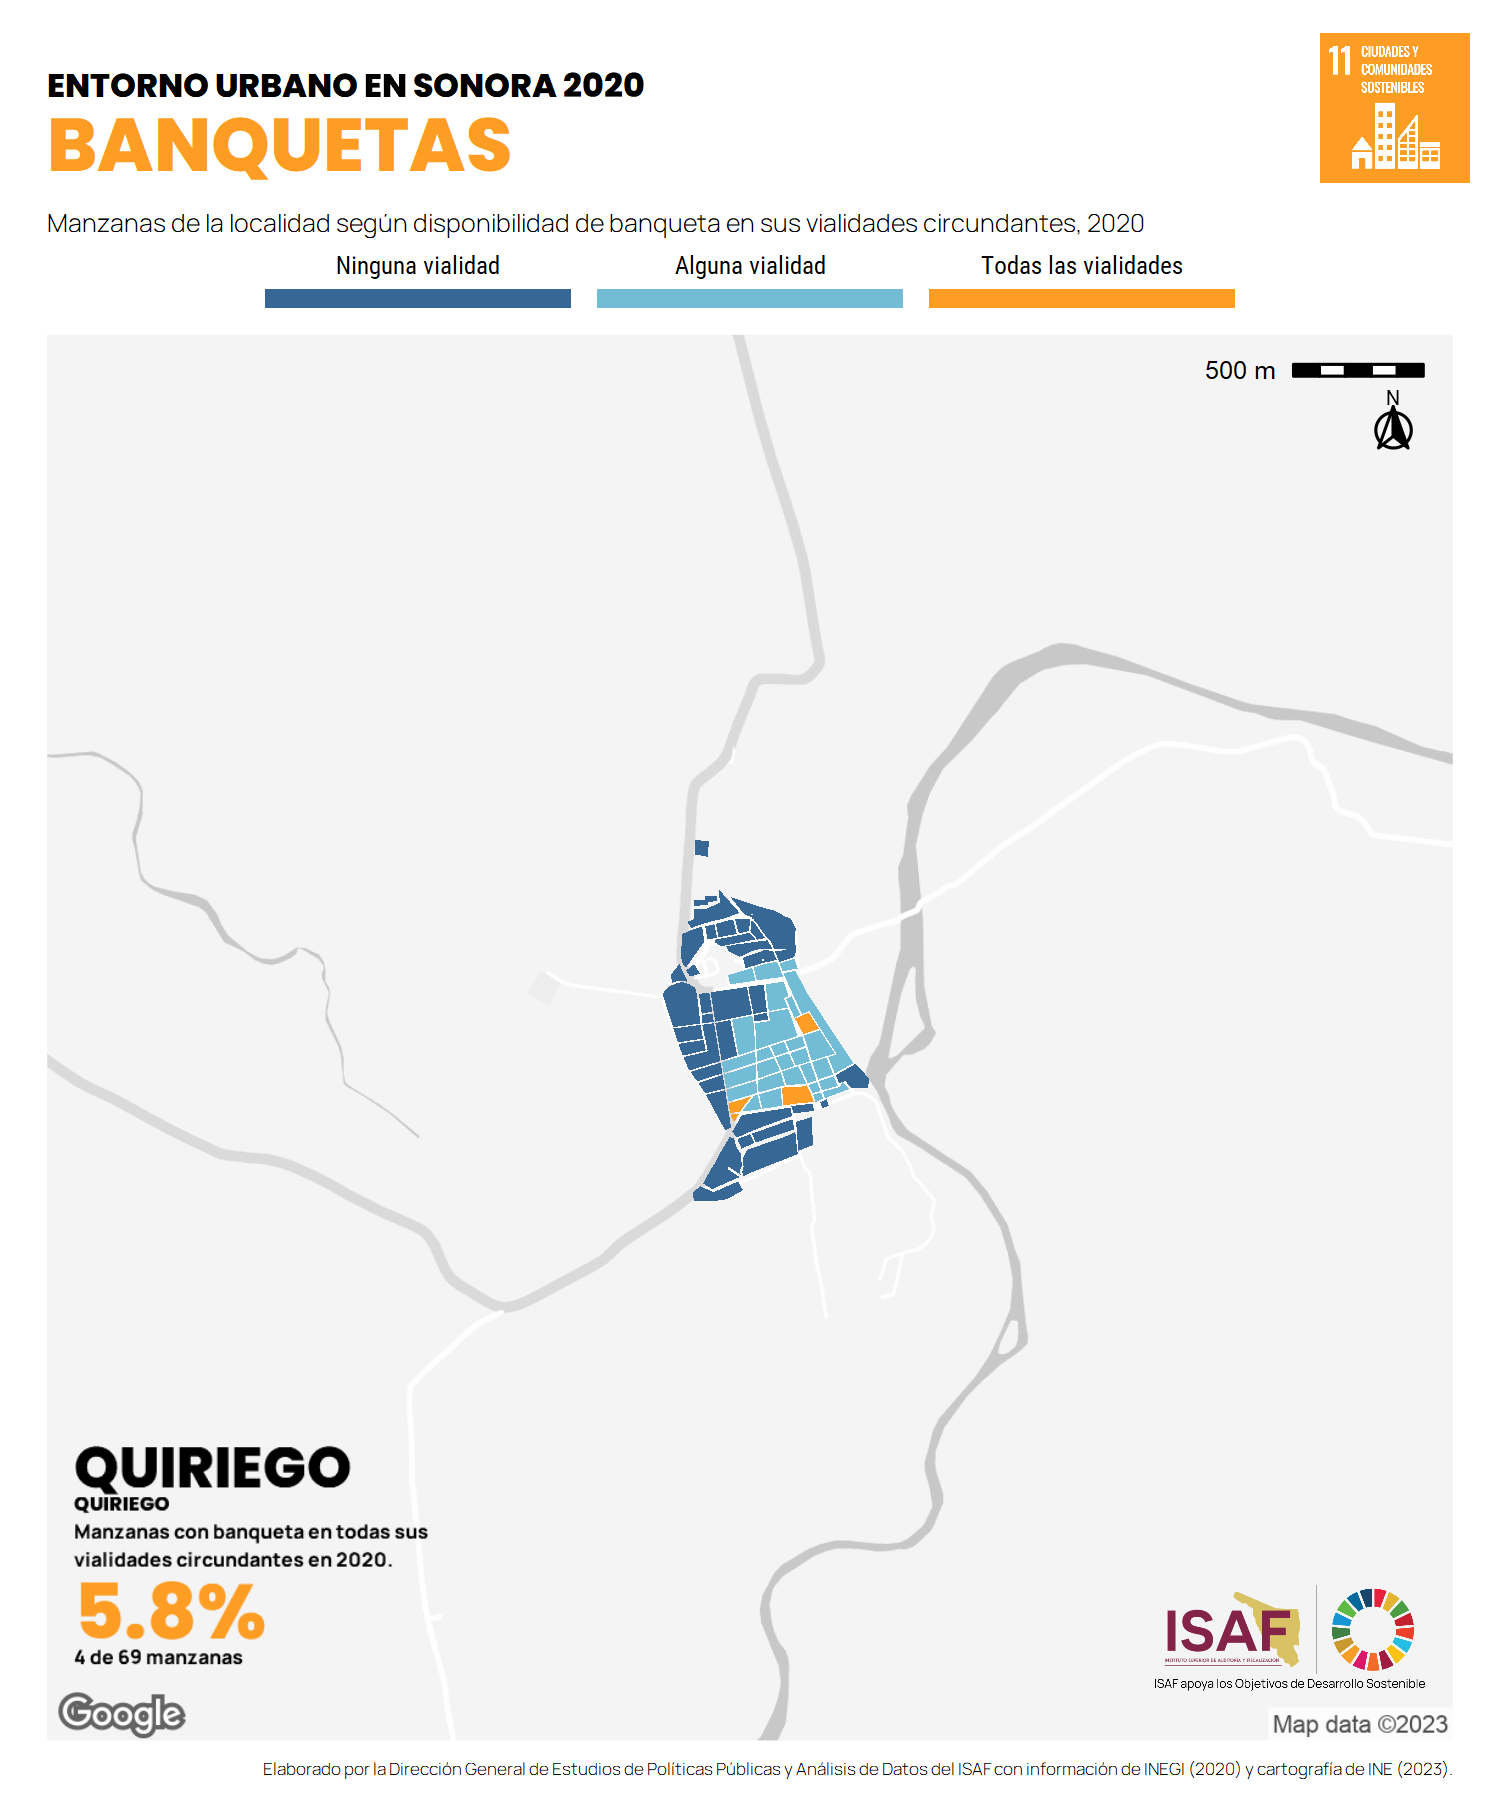 ENTORNO URBANO EN SONORA 2020
BANQUETAS
11 CIUDADES Y
COMUNIDADES
SOSTENIBLES
Manzanas de la localidad según disponibilidad de banqueta en sus vialidades circundantes, 2020
Ninguna vialidad
Alguna vialidad
Todas las vialidades
500 m
N
QUIRIEGO
QUIRIEGO
Manzanas con banqueta en todas sus
vialidades circundantes en 2020.
5.8%
4 de 69 manzanas
Google
ISAF
INSTITUTO SUPERIOR DE AUDITORÍA Y FISCALIZACIÓN
ISAF apoya los Objetivos de Desarrollo Sostenible
Map data ©2023
Elaborado por la Dirección General de Estudios de Políticas Públicas y Análisis de Datos del ISAF con información de INEGI (2020) y cartografía de INE (2023).